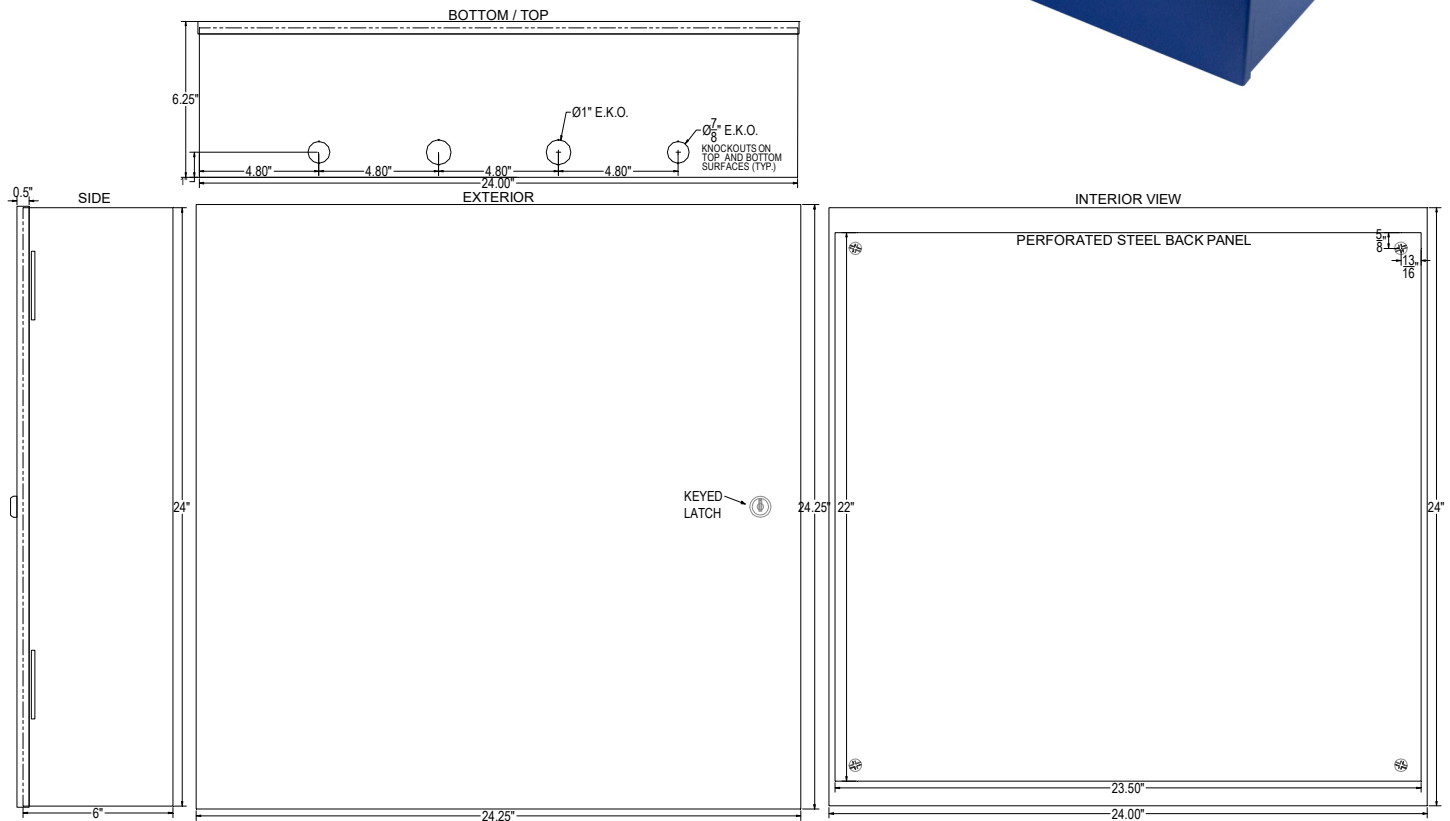 BOTTOM / TOP
6.25"
Ø1" E.K.O.
Ø7/8" E.K.O.
KNOCKOUTS ON
TOP AND BOTTOM
SURFACES (TYP.)
1"
4.80"
4.80"
4.80"
4.80"
24.00"
0.5"
SIDE
24"
6"
EXTERIOR
KEYED
LATCH
24.25"
24.25"
INTERIOR VIEW
PERFORATED STEEL BACK PANEL
5/8"
13/16"
22"
24"
23.50"
24.00"